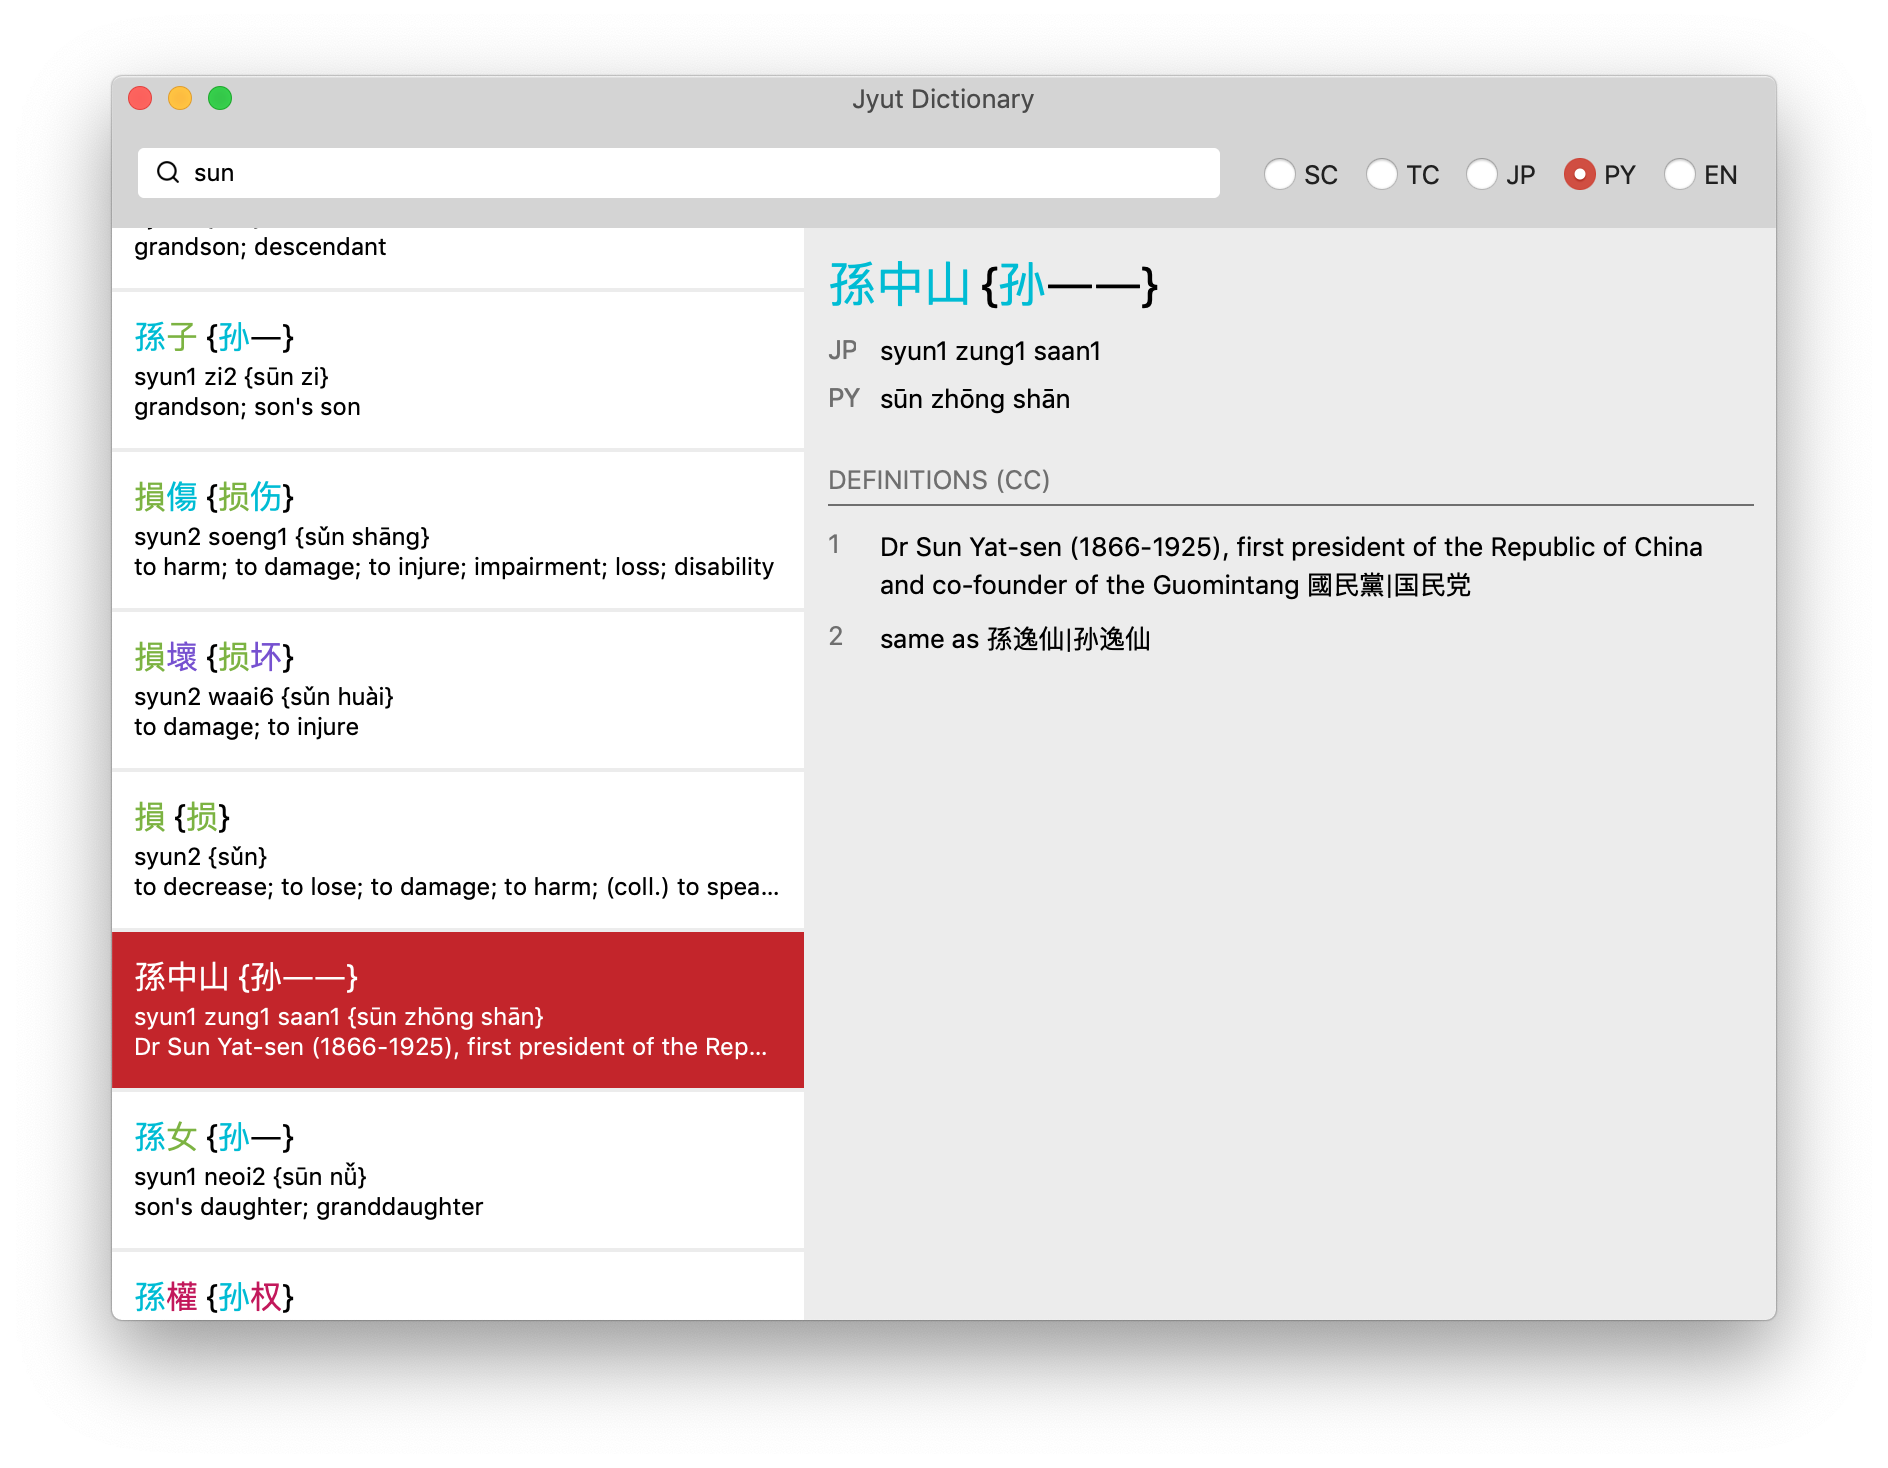 Jyut Dictionary
sun
SC TC JP PY EN
grandson; descendant
孫子 {孙—}
syun1 zi2 {sūn zi}
grandson; son's son
損傷 {损伤}
syun2 soeng1 {sǔn shāng}
to harm; to damage; to injure; impairment; loss; disability
損壞 {损坏}
syun2 waai6 {sǔn huài}
to damage; to injure
損 {损}
syun2 {sǔn}
to decrease; to lose; to damage; to harm; (coll.) to spea...
孫中山 {孙——}
syun1 zung1 saan1 {sūn zhōng shān}
Dr Sun Yat-sen (1866-1925), first president of the Rep...
孫女 {孙—}
syun1 neoi2 {sūn nǚ}
son's daughter; granddaughter
孫權 {孙权}
孫中山 {孙——}
JP syun1 zung1 saan1
PY sūn zhōng shān
DEFINITIONS (CC)
1 Dr Sun Yat-sen (1866-1925), first president of the Republic of China
and co-founder of the Guomintang 國民黨|国民党
2 same as 孫逸仙|孙逸仙